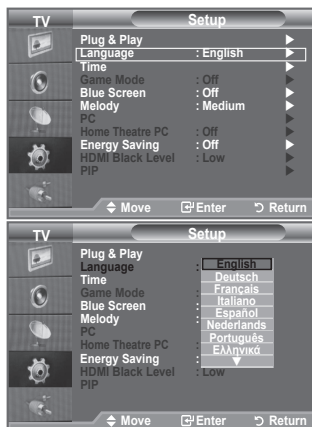 TV Setup
Plug & Play
Language : English
Time
Game Mode : Off
Blue Screen : Off
Melody : Medium
PC
Home Theatre PC : Off
Energy Saving : Off
HDMI Black Level : Low
PIP
Move Enter Return
TV Setup
Plug & Play
Language : English
Time Deutsch
Game Mode : Français
Blue Screen : Italiano
Melody : Español
PC Nederlands
Home Theatre PC : Português
Energy Saving : Ελληνικά
HDMI Black Level : Low
PIP
Move Enter Return